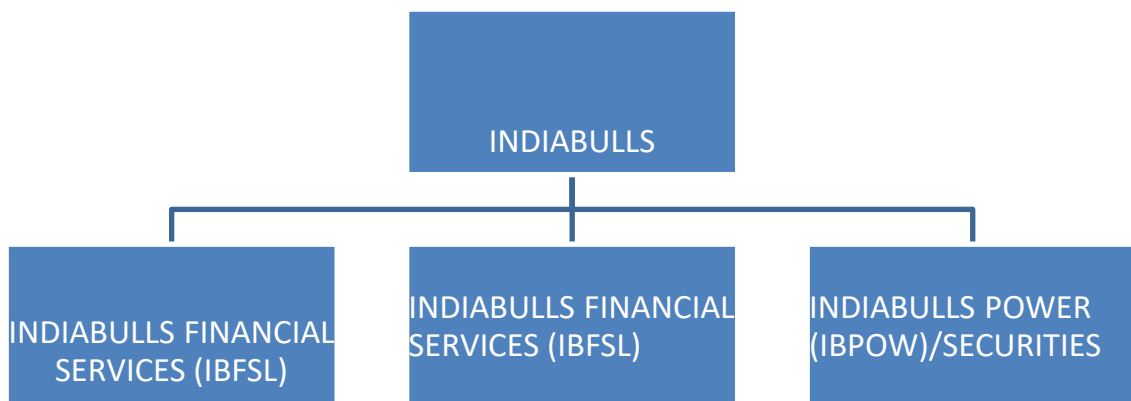 INDIABULLS
INDIABULLS FINANCIAL
SERVICES (IBFSL)
INDIABULLS FINANCIAL
SERVICES (IBFSL)
INDIABULLS POWER
(IBPOW)/SECURITIES